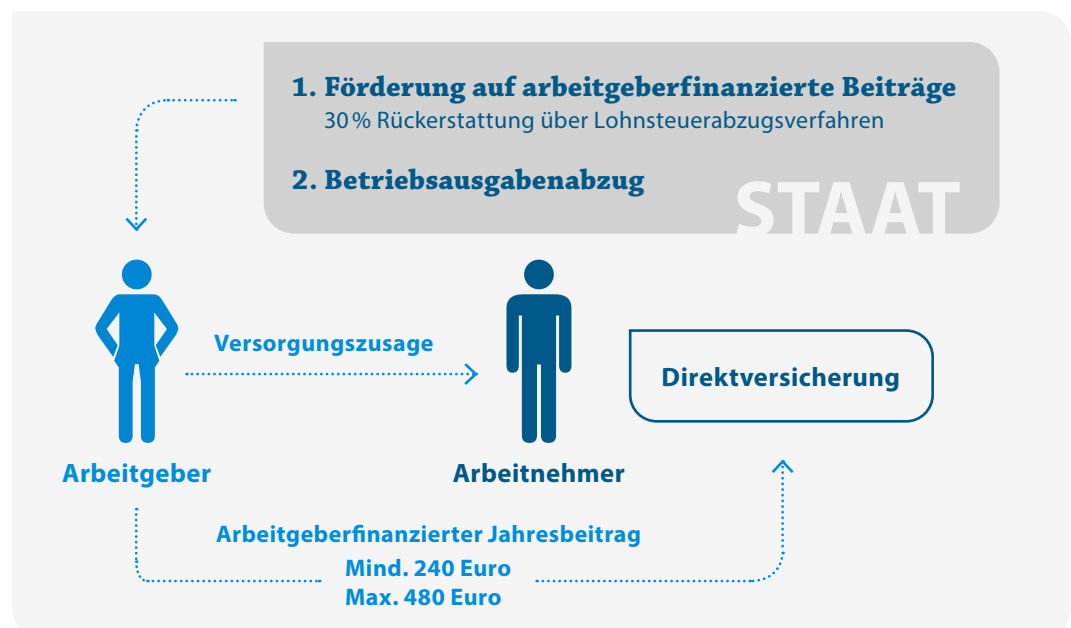 1. Förderung auf arbeitgeberfinanzierte Beiträge
30 % Rückerstattung über Lohnsteuerabzugsverfahren
2. Betriebsausgabenabzug
STAAT
Versorgungszusage
Direktversicherung
Arbeitgeber
Arbeitnehmer
Arbeitgeberfinanzierter Jahresbeitrag
Mind. 240 Euro
Max. 480 Euro